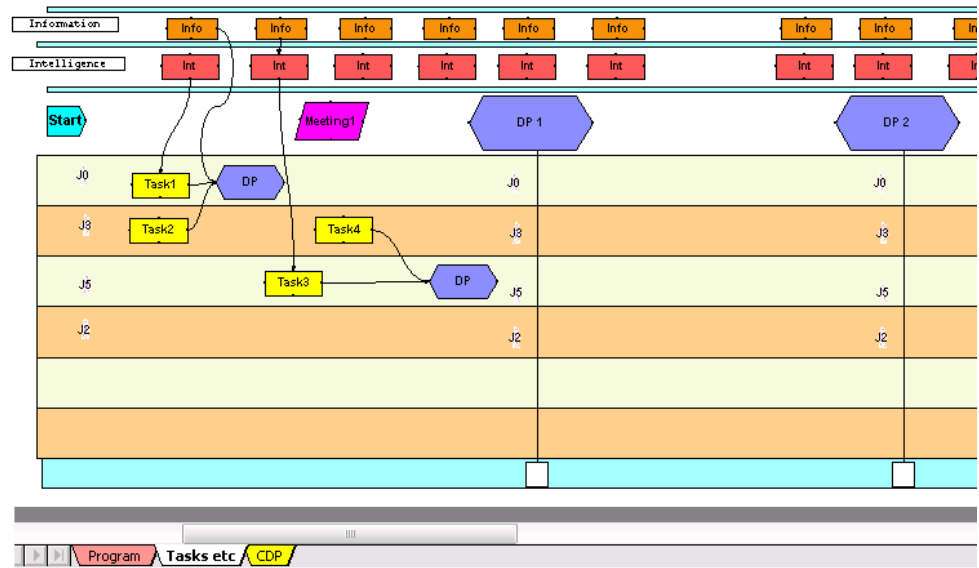 Information Info Info Info Info Info Info Info Info In
Intelligence Int Int Int Int Int Int Int Int In
Start Meeting1 DP 1 DP 2
J0 Task1 DP J0 J0
J3 Task2 Task4 J3 J3
J5 Task3 DP J5 J5
J2 J2 J2
Program Tasks etc CDP